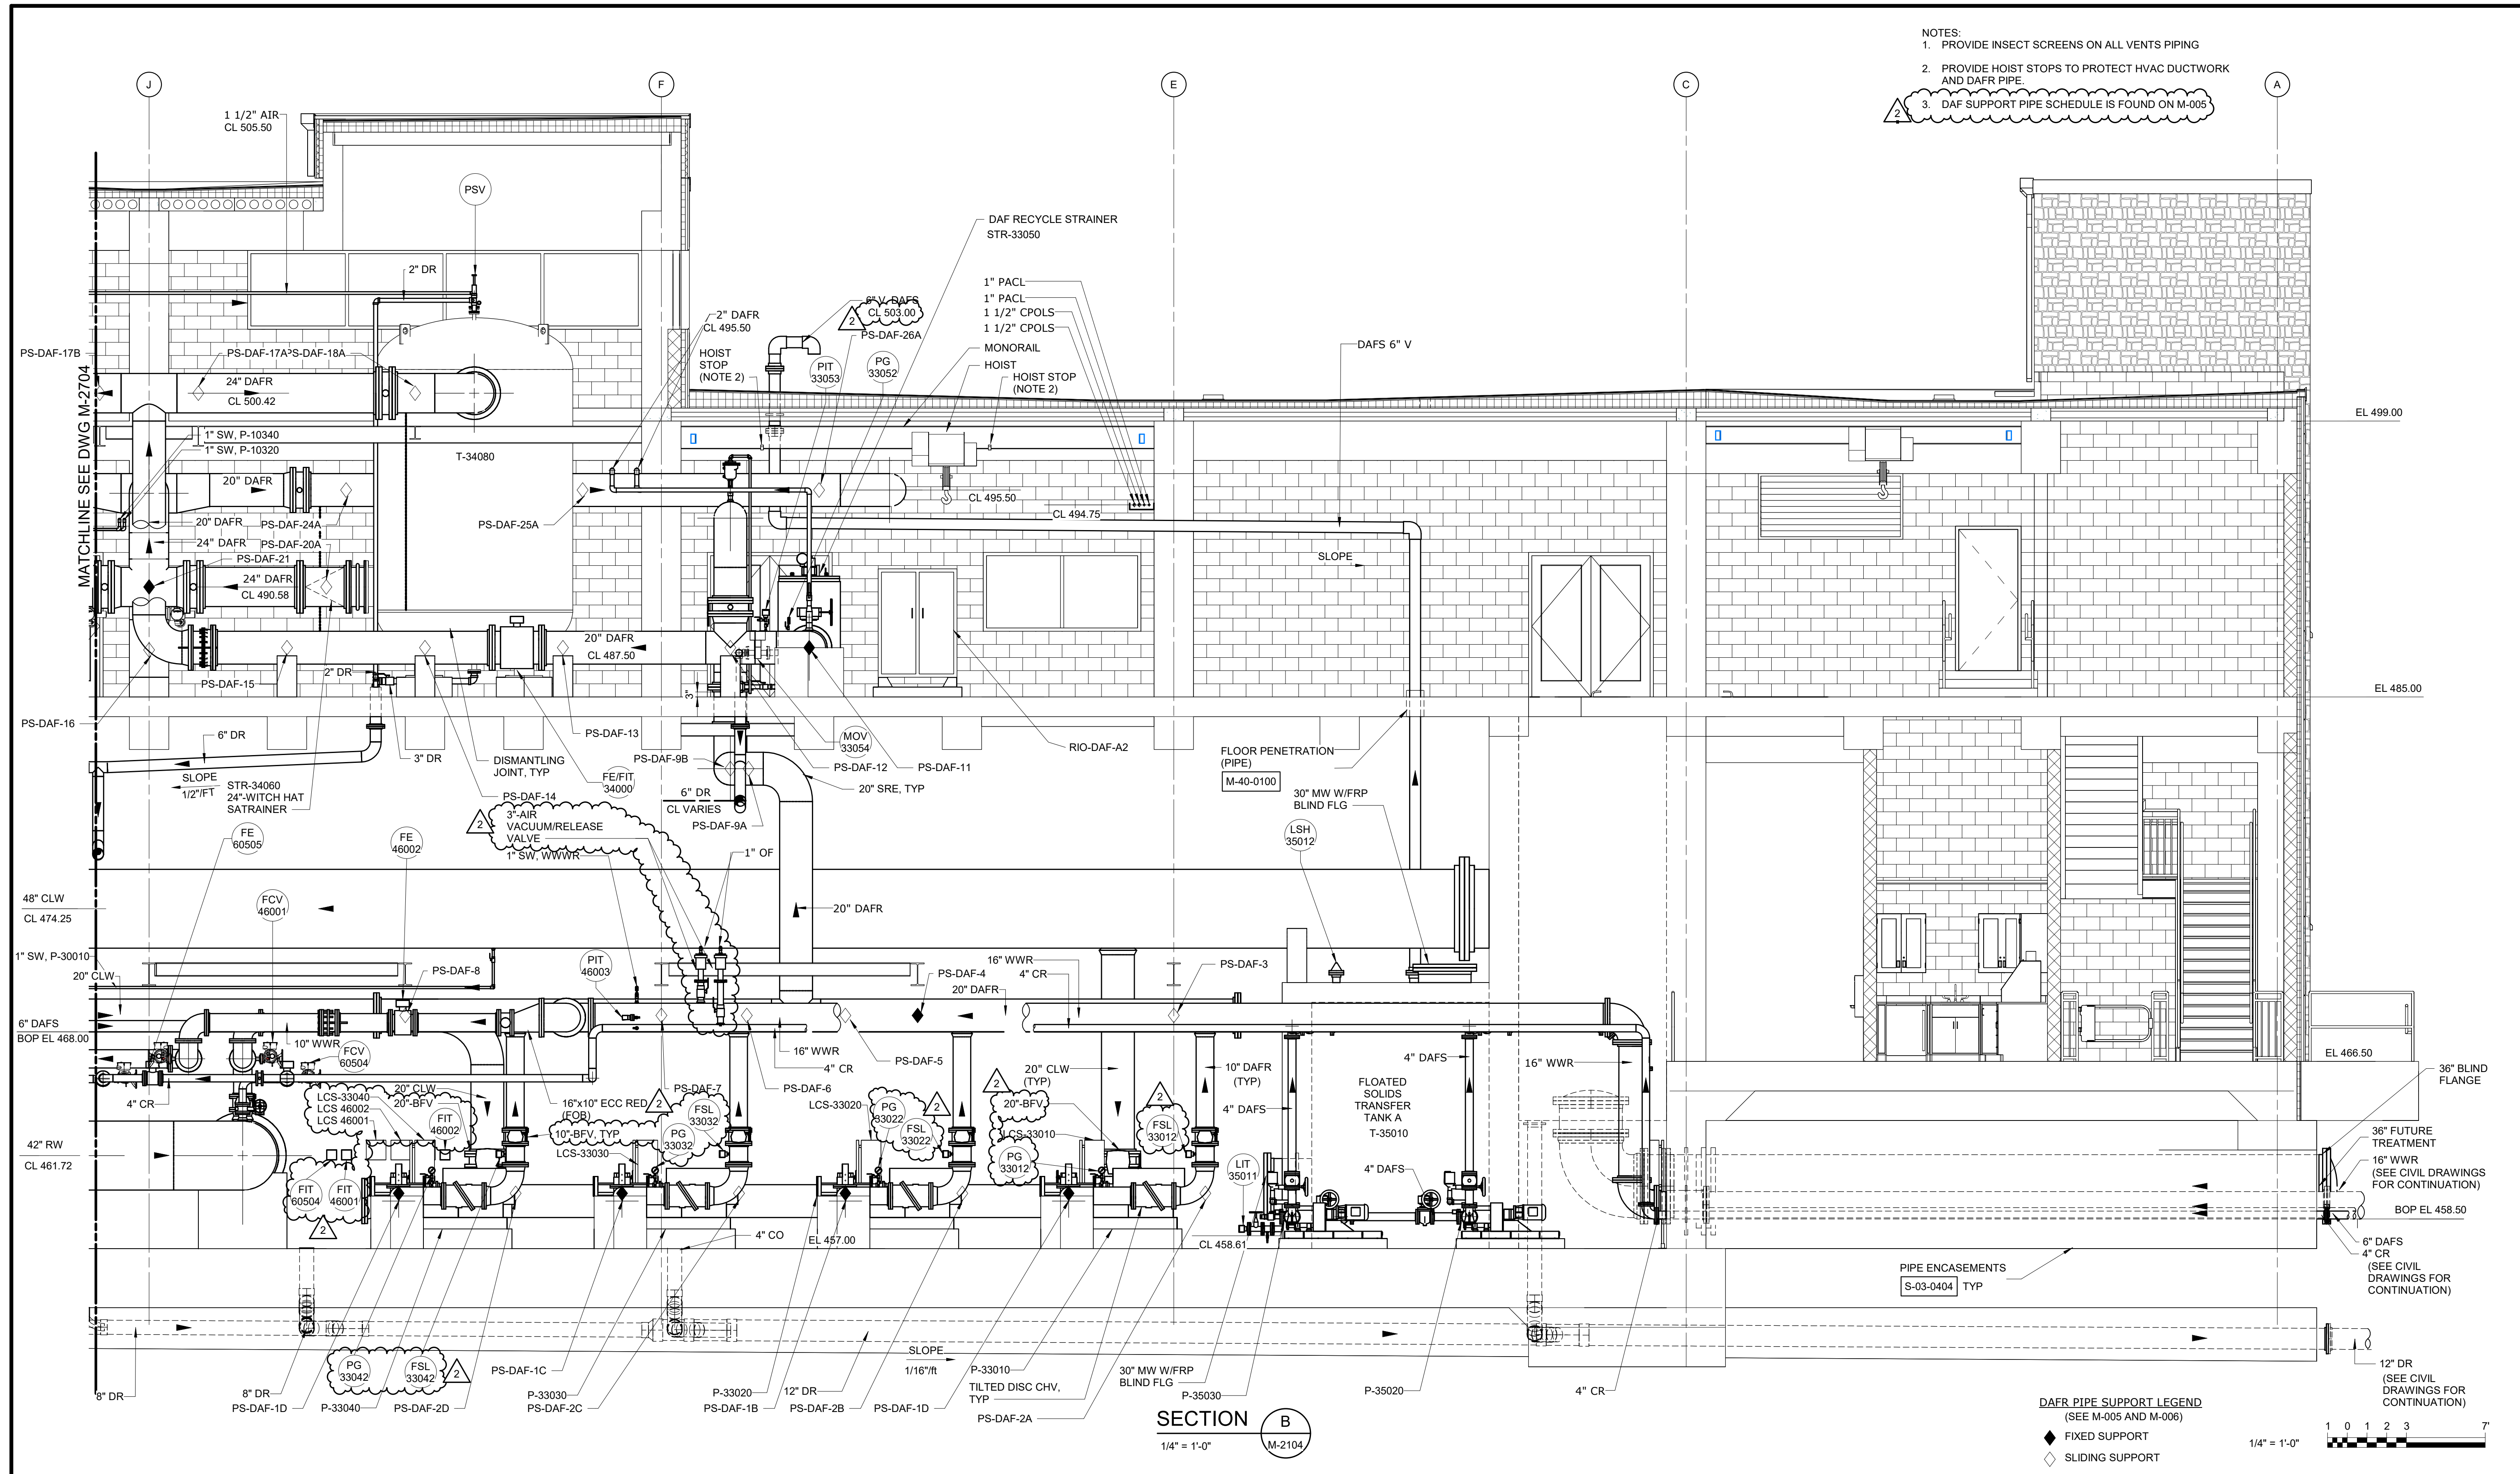 NOTES:
1. PROVIDE INSECT SCREENS ON ALL VENTS PIPING
2. PROVIDE HOIST STOPS TO PROTECT HVAC DUCTWORK
AND DAFR PIPE.
3. DAF SUPPORT PIPE SCHEDULE IS FOUND ON M-005
2
J
F
E
C
A
1 1/2" AIR
CL 505.50
PSV
2" DR
DAF RECYCLE STRAINER
STR-33050
1" PACL
1" PACL
1 1/2" CPOLS
1 1/2" CPOLS
MONORAIL
HOIST
HOIST STOP
(NOTE 2)
6" V, DAFS
CL 503.00
2
PS-DAF-26A
2" DAFR
CL 495.50
HOIST
STOP
(NOTE 2)
PIT
33053
PG
33052
DAFS 6" V
PS-DAF-17B
PS-DAF-17A
PS-DAF-18A
24" DAFR
CL 500.42
MATCHLINE SEE DWG M-2704
EL 499.00
1" SW, P-10340
1" SW, P-10320
T-34080
20" DAFR
CL 495.50
CL 494.75
20" DAFR
PS-DAF-24A
PS-DAF-25A
24" DAFR
PS-DAF-20A
PS-DAF-21
24" DAFR
CL 490.58
SLOPE
20" DAFR
CL 487.50
PS-DAF-15
2" DR
3"
EL 485.00
PS-DAF-16
6" DR
3" DR
DISMANTLING
JOINT, TYP
PS-DAF-13
FE/FIT
34000
PS-DAF-9B
MOV
33054
PS-DAF-12
PS-DAF-11
RIO-DAF-A2
FLOOR PENETRATION
(PIPE)
M-40-0100
SLOPE
1/2"/FT
STR-34060
24"-WITCH HAT
SATRAINER
PS-DAF-14
20" SRE, TYP
6" DR
CL VARIES
PS-DAF-9A
30" MW W/FRP
BLIND FLG
2
3"-AIR
VACUUM/RELEASE
VALVE
1" SW, WWWR
1" OF
FE
60505
FE
46002
LSH
35012
48" CLW
CL 474.25
FCV
46001
20" DAFR
1" SW, P-30010
20" CLW
PS-DAF-8
PIT
46003
PS-DAF-4
20" DAFR
16" WWR
4" CR
PS-DAF-3
6" DAFS
BOP EL 468.00
10" WWR
FCV
60504
16" WWR
4" CR
PS-DAF-5
4" CR
PS-DAF-7
PS-DAF-6
20" CLW
(TYP)
10" DAFR
(TYP)
4" DAFS
4" DAFS
16" WWR
EL 466.50
FLOATED
SOLIDS
TRANSFER
TANK A
T-35010
36" BLIND
FLANGE
LCS-33040
LCS 46002
LCS 46001
20" CLW
20"-BFV
FIT
46002
16"x10" ECC RED
(FOB)
2
10"-BFV, TYP
LCS-33030
FSL
33032
PG
33032
LCS-33020
PG
33022
FSL
33022
2
2
20"-BFV
LCS-33010
PG
33012
2
FSL
33012
42" RW
CL 461.72
FIT
60504
FIT
46001
2
LIT
35011
4" DAFS
36" FUTURE
TREATMENT
16" WWR
(SEE CIVIL DRAWINGS
FOR CONTINUATION)
BOP EL 458.50
4" CO
EL 457.00
CL 458.61
6" DAFS
4" CR
(SEE CIVIL
DRAWINGS FOR
CONTINUATION)
PIPE ENCASEMENTS
S-03-0404 TYP
PG
33042
FSL
33042
2
SLOPE
1/16"/ft
8" DR
8" DR
PS-DAF-1D
P-33040
PS-DAF-2D
PS-DAF-1C
P-33030
PS-DAF-2C
P-33020
PS-DAF-1B
12" DR
PS-DAF-2B
PS-DAF-1D
P-33010
TILTED DISC CHV,
TYP
PS-DAF-2A
30" MW W/FRP
BLIND FLG
P-35030
P-35020
4" CR
12" DR
(SEE CIVIL
DRAWINGS FOR
CONTINUATION)
SECTION
1/4" = 1'-0"
B
M-2104
DAFR PIPE SUPPORT LEGEND
(SEE M-005 AND M-006)
FIXED SUPPORT
SLIDING SUPPORT
1/4" = 1'-0"
1 0 1 2 3 7'